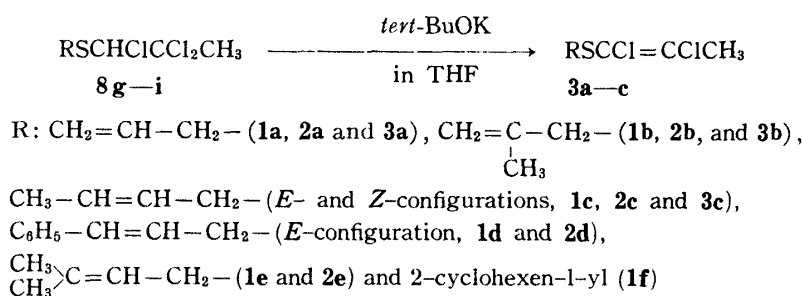 tert-BuOK
RSCHClCCl₂CH₃ RSCCl=CClCH₃
in THF
8g—i 3a—c
R: CH₂=CH−CH₂−(1a, 2a and 3a), CH₂=C−CH₂−(1b, 2b, and 3b),
CH₃
CH₃−CH=CH−CH₂−(E- and Z-configurations, 1c, 2c and 3c),
C₆H₅−CH=CH−CH₂−(E-configuration, 1d and 2d),
CH₃
CH₃>C=CH−CH₂−(1e and 2e) and 2-cyclohexen-1-yl (1f)